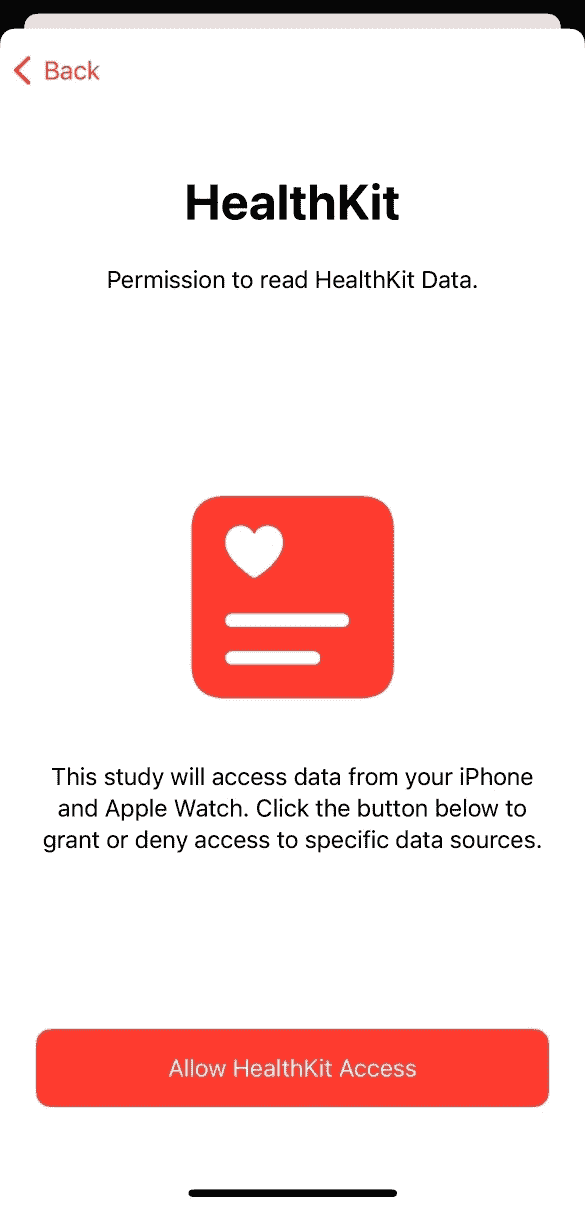 Back
HealthKit
Permission to read HealthKit Data.
This study will access data from your iPhone
and Apple Watch. Click the button below to
grant or deny access to specific data sources.
Allow HealthKit Access